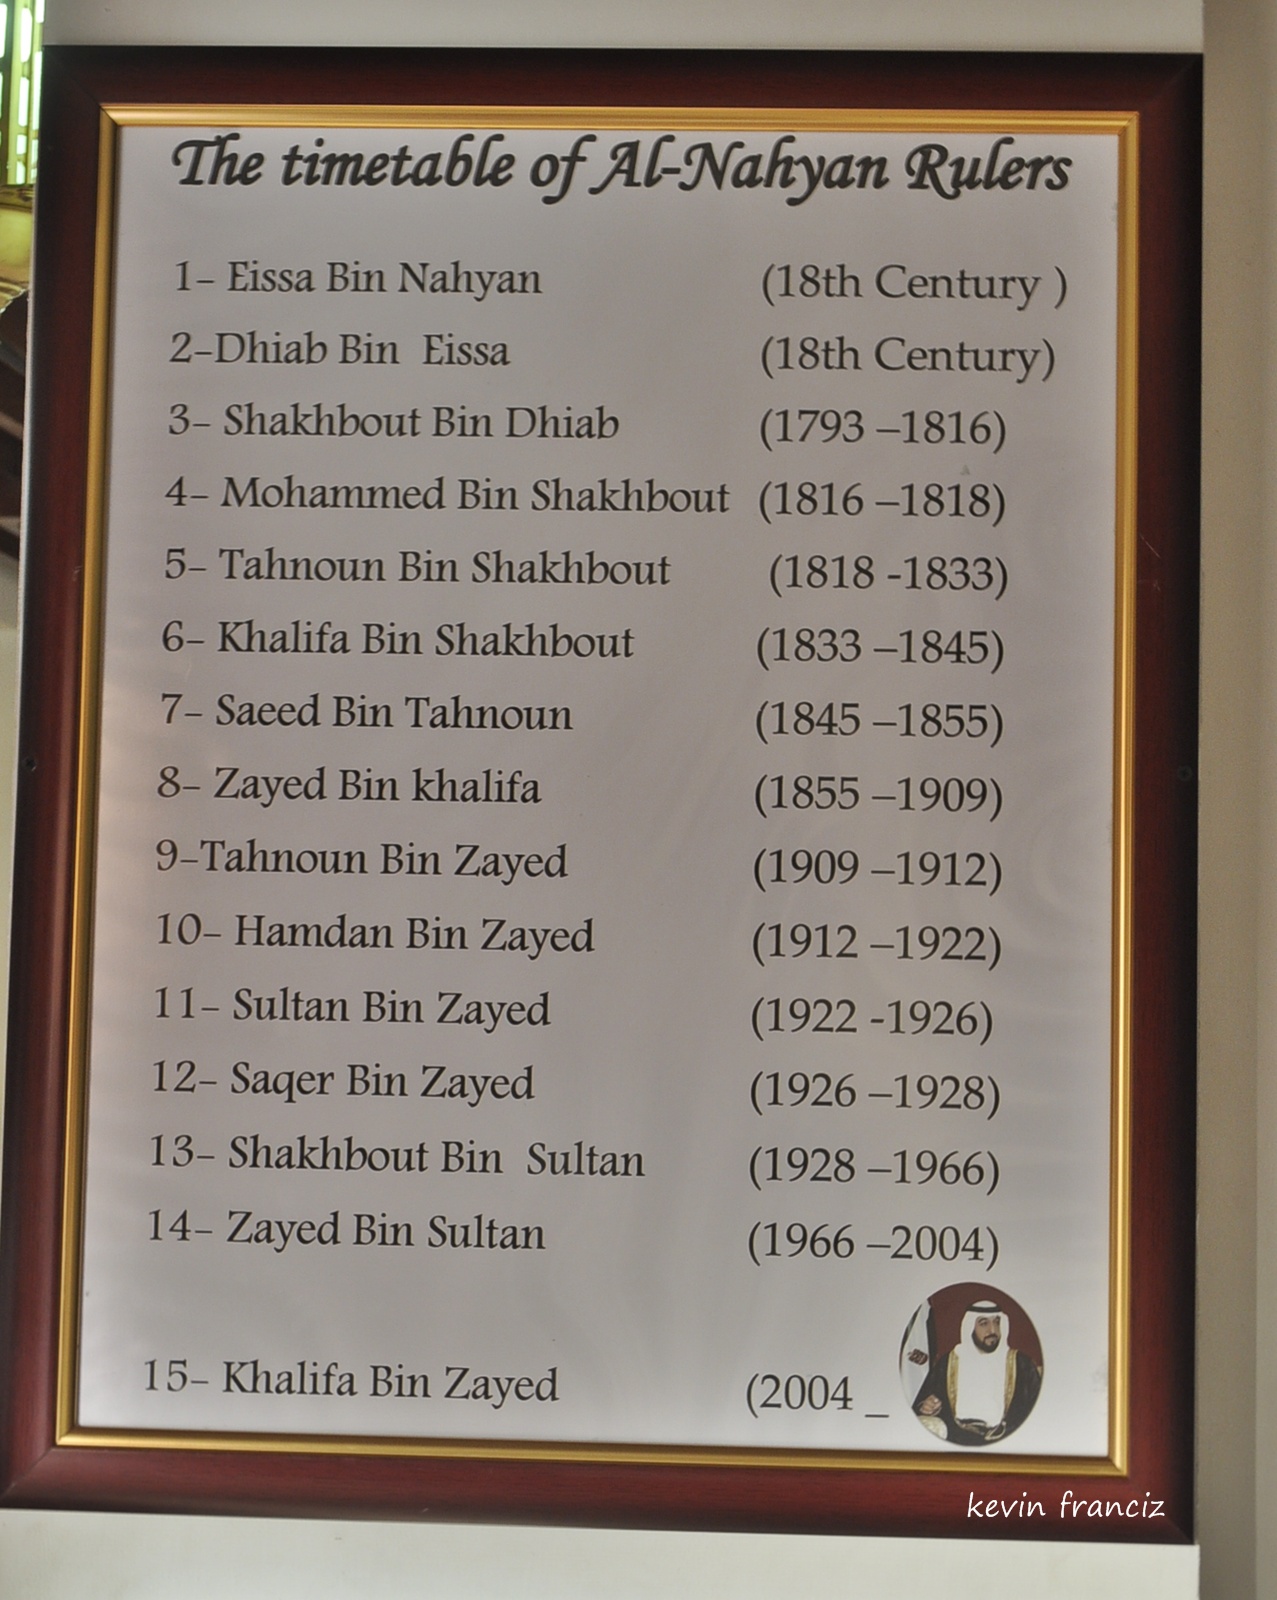 The timetable of Al-Nahyan Rulers
1- Eissa Bin Nahyan (18th Century )
2-Dhiab Bin Eissa (18th Century)
3- Shakhbout Bin Dhiab (1793 –1816)
4- Mohammed Bin Shakhbout (1816 –1818)
5- Tahnoun Bin Shakhbout (1818 -1833)
6- Khalifa Bin Shakhbout (1833 –1845)
7- Saeed Bin Tahnoun (1845 –1855)
8- Zayed Bin khalifa (1855 –1909)
9-Tahnoun Bin Zayed (1909 –1912)
10- Hamdan Bin Zayed (1912 –1922)
11- Sultan Bin Zayed (1922 -1926)
12- Saqer Bin Zayed (1926 –1928)
13- Shakhbout Bin Sultan (1928 –1966)
14- Zayed Bin Sultan (1966 –2004)
15- Khalifa Bin Zayed (2004 _
kevin franciz